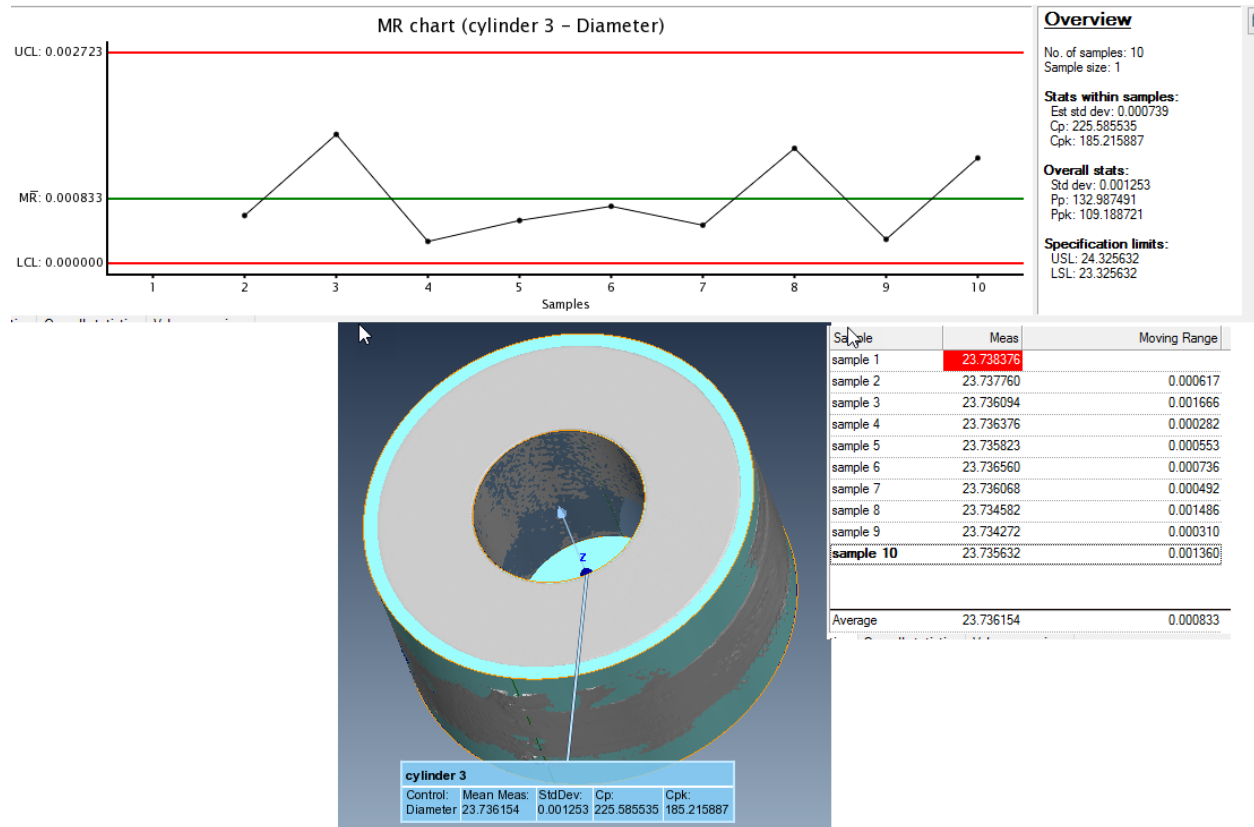 MR chart (cylinder 3 - Diameter)
UCL: 0.002723
MR̅: 0.000833
LCL: 0.000000
1 2 3 4 5 6 7 8 9 10
Samples
Overview
No. of samples: 10
Sample size: 1
Stats within samples:
Est std dev: 0.000739
Cp: 225.585535
Cpk: 185.215887
Overall stats:
Std dev: 0.001253
Pp: 132.987491
Ppk: 109.188721
Specification limits:
USL: 24.325632
LSL: 23.325632
Meas Moving Range
sample 1 23.738376
sample 2 23.737760 0.000617
sample 3 23.736094 0.001666
sample 4 23.736376 0.000282
sample 5 23.735823 0.000553
sample 6 23.736560 0.000736
sample 7 23.736068 0.000492
sample 8 23.734582 0.001486
sample 9 23.734272 0.000310
sample 10 23.735632 0.001360
Average 23.736154 0.000833
Z
cylinder 3
Control: Mean Meas: StdDev: Cp: Cpk:
Diameter 23.736154 0.001253 225.585535 185.215887